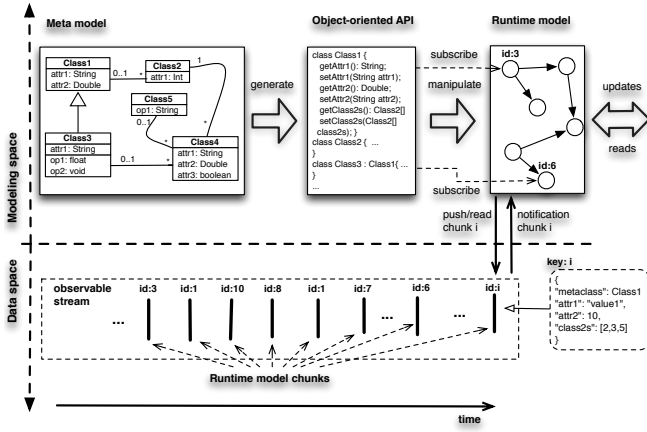 Meta model
Object-oriented API
Runtime model
Class1
attr1: String
attr2: Double
0..1
*
Class2
attr1: Int
1
Class5
op1: String
0..1
*
*
Class3
attr1: String
op1: float
op2: void
0..1
*
Class4
attr1: String
attr2: Double
attr3: boolean
generate
class Class1 {
getAttr1(): String;
setAttr1(String attr1);
getAttr2(): Double;
setAttr2(String attr2);
getClass2s(): Class2[]
setClass2s(Class2[]
class2s); }
class Class2 { ...
}
class Class3 : Class1{ ...
}
...
subscribe
manipulate
subscribe
id:3
id:6
updates
reads
Modeling space
push/read
chunk i
notification
chunk i
Data space
observable
stream
...
id:3
id:1
id:10
id:8
id:1
id:7
...
id:6
...
id:i
key: i
{
"metaclass": Class1
"attr1": "value1",
"attr2": 10,
"class2s": [2,3,5]
}
Runtime model chunks
time